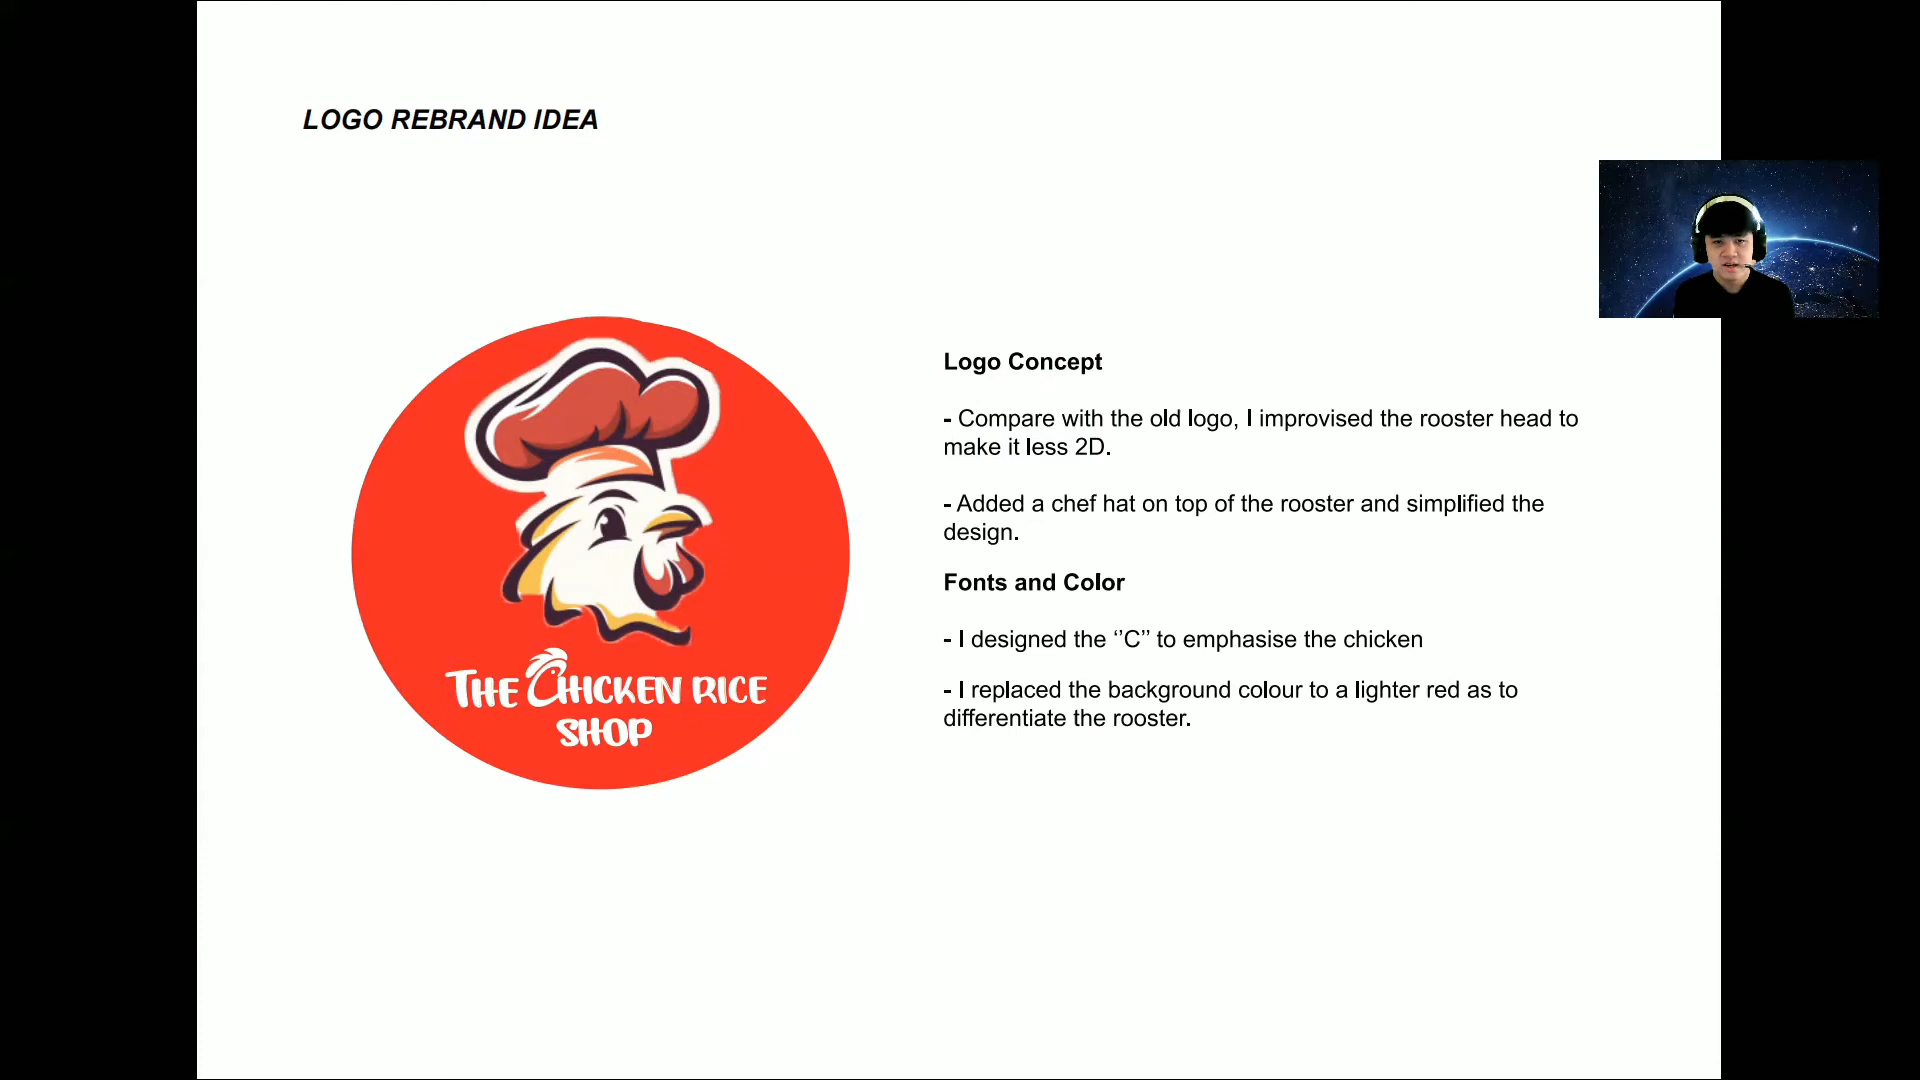 LOGO REBRAND IDEA
THE CHICKEN RICE
SHOP
Logo Concept
- Compare with the old logo, I improvised the rooster head to
make it less 2D.
- Added a chef hat on top of the rooster and simplified the
design.
Fonts and Color
- I designed the ‘’C’’ to emphasise the chicken
- I replaced the background colour to a lighter red as to
differentiate the rooster.